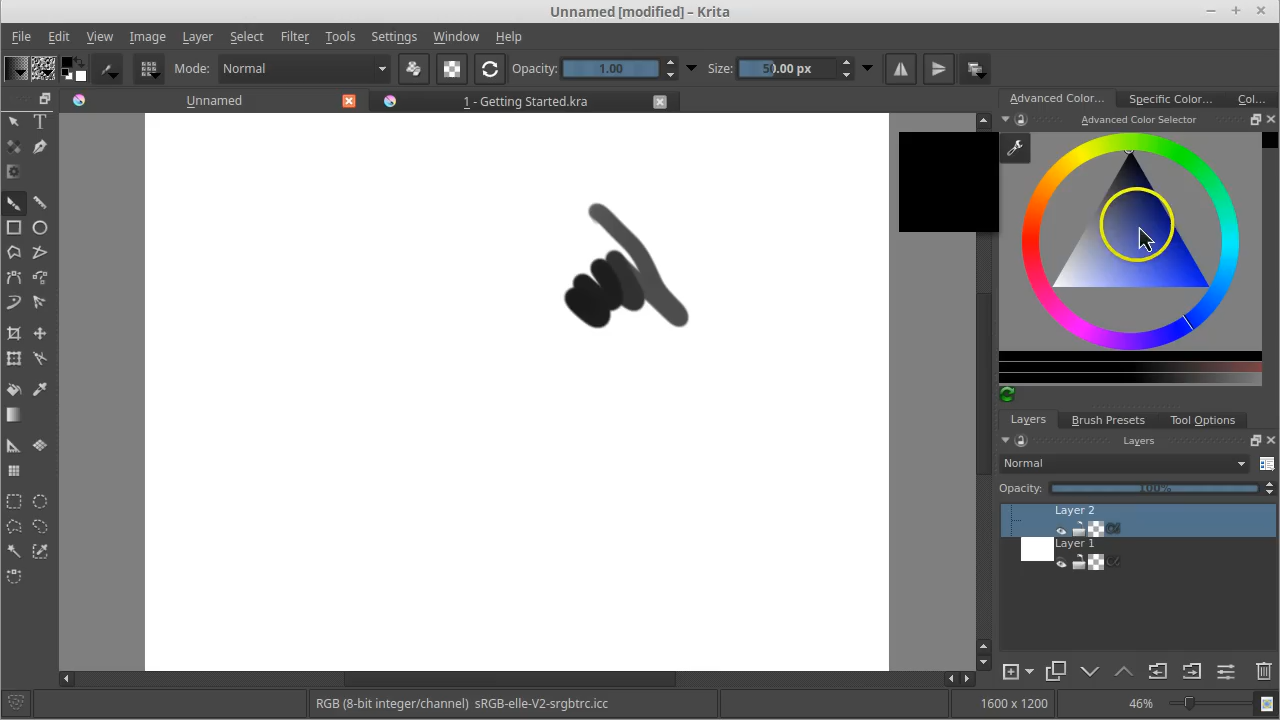 Unnamed [modified] – Krita
File Edit View Image Layer Select Filter Tools Settings Window Help
Mode: Normal Opacity: 1.00 Size: 50.00 px
Unnamed 1 - Getting Started.kra
Advanced Color... Specific Color... Col...
Advanced Color Selector
Layers Brush Presets Tool Options
Layers
Normal
Opacity: 100%
Layer 2
Layer 1
RGB (8-bit integer/channel) sRGB-elle-V2-srgbtrc.icc 1600 x 1200 46%